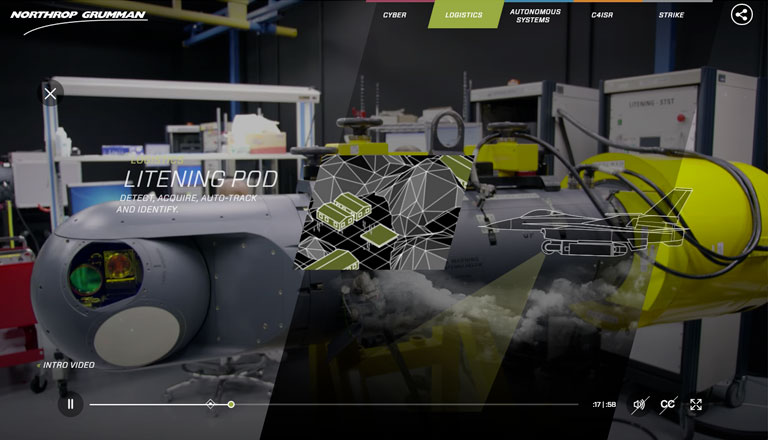 NORTHROP GRUMMAN
CYBER
LOGISTICS
AUTONOMOUS
SYSTEMS
C4ISR
STRIKE
LITENING - STST
LOGISTICS
LITENING POD
DETECT, ACQUIRE, AUTO-TRACK
AND IDENTIFY.
INTRO VIDEO
:17 | :58
CC